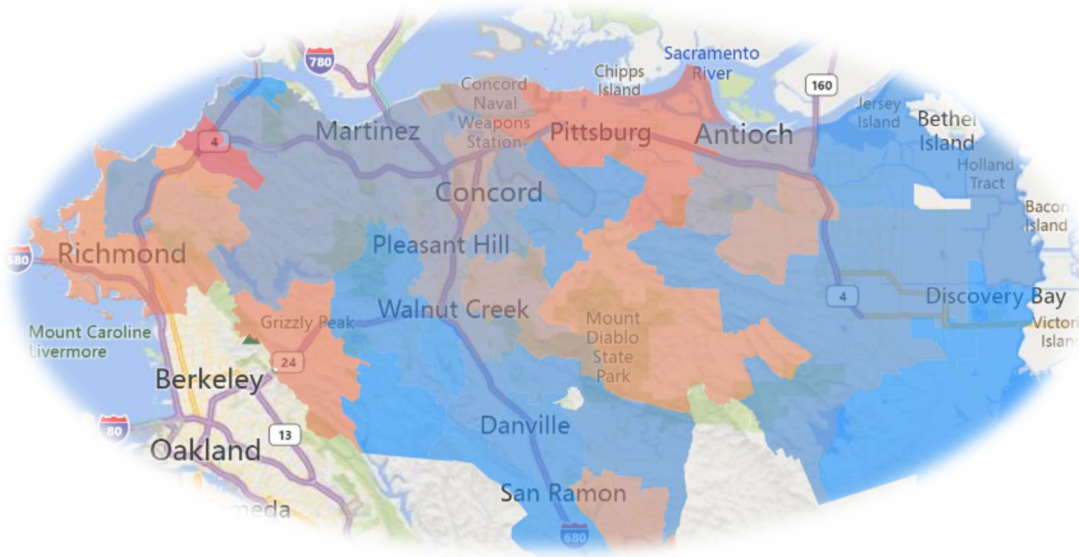 780
Sacramento
River
Chipps
Island
160
Concord
Naval
Weapons
Station
Jersey
Island
Bethel
Island
4
Martinez
Pittsburg
Antioch
Holland
Tract
Concord
Bacon
Island
Richmond
580
Pleasant Hill
4
Discovery Bay
Walnut Creek
Grizzly Peak
Mount
Diablo
State
Park
Mount Caroline
Livermore
24
Berkeley
80
13
Danville
Oakland
San Ramon
680